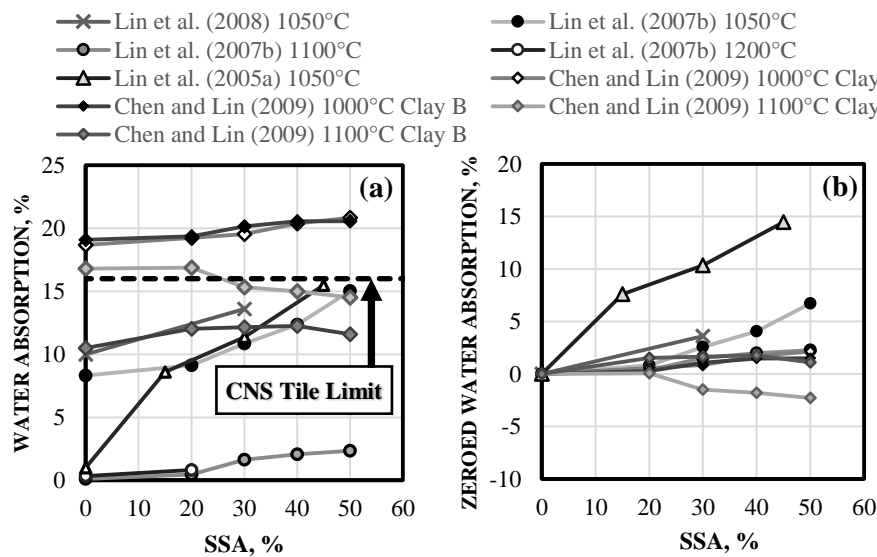 Lin et al. (2008) 1050°C
Lin et al. (2007b) 1050°C
Lin et al. (2007b) 1100°C
Lin et al. (2007b) 1200°C
Lin et al. (2005a) 1050°C
Chen and Lin (2009) 1000°C Clay
Chen and Lin (2009) 1000°C Clay B
Chen and Lin (2009) 1100°C Clay
Chen and Lin (2009) 1100°C Clay B
WATER ABSORPTION, %
25
20
15
10
5
0
(a)
CNS Tile Limit
0 10 20 30 40 50 60
SSA, %
ZEROED WATER ABSORPTION, %
20
15
10
5
0
-5
-10
(b)
0 10 20 30 40 50 60
SSA, %